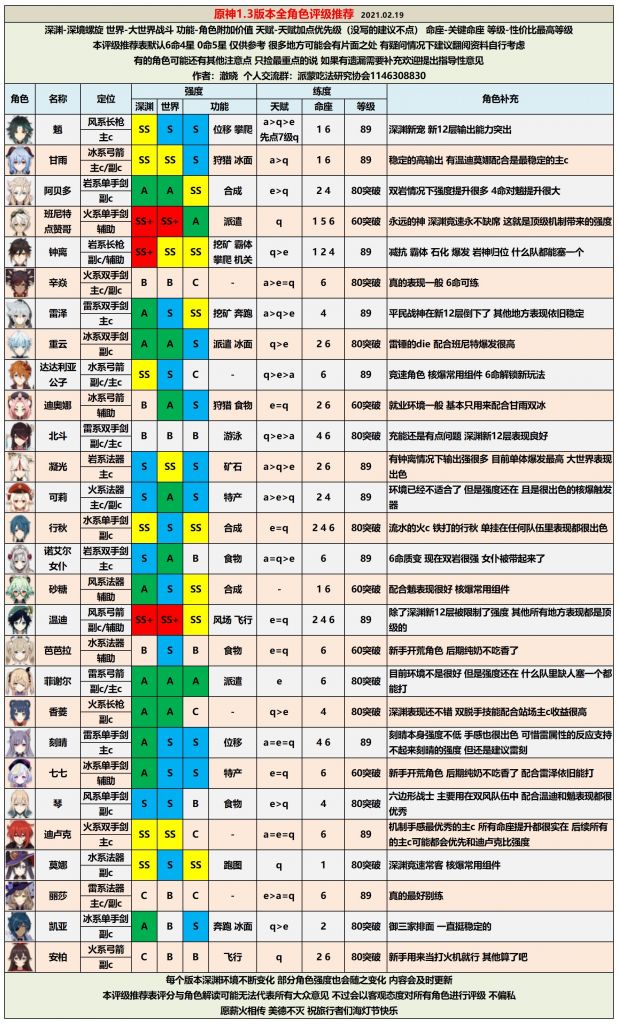 原神1.3版本全角色评级推荐 2021.02.19
深渊-深境螺旋 世界-大世界战斗 功能-角色附加价值 天赋-天赋加点优先级（没写的建议不点） 命座-关键命座 等级-性价比最高等级
本评级推荐表默认6命4星 0命5星 仅供参考 很多地方可能会有片面之处 有疑问情况下建议翻阅资料自行考虑
有的角色可能还有其他注意点 只捡最重点的说 如果有遗漏需要补充欢迎提出指导性意见
作者：澈晓 个人交流群：派蒙吃法研究协会1146308830
角色 名称 定位 强度 练度 角色补充
深渊 世界 功能 天赋 命座 等级
魈 风系长枪 主c SS S S 位移 攀爬 a>q>e 先点7级q 1 6 89 深渊新宠 新12层输出能力突出
甘雨 冰系弓箭 主c/副c SS SS S 狩猎 冰面 a>q 1 6 89 稳定的高输出 有温迪莫娜配合是最稳定的主c
阿贝多 岩系单手剑 副c A A SS 合成 e>q 2 4 80突破 双岩情况下强度提升很多 4命对魈提升很大
班尼特 点赞哥 火系单手剑 辅助 SS+ SS+ A 派遣 q 1 5 6 60突破 永远的神 深渊竞速永不缺席 这就是顶级机制带来的强度
钟离 岩系长枪 副c/辅助 SS+ SS SS 挖矿 霸体 攀爬 机关 q>e 1 2 4 89 减抗 霸体 石化 爆发 岩神归位 什么队都能塞一个
辛焱 火系双手剑 主c/副c B B C - a>e=q 6 80突破 真的表现一般 6命可练
雷泽 雷系双手剑 主c A S SS 挖矿 奔跑 a>q>e 4 89 平民战神在新12层倒下了 其他地方表现依旧稳定
重云 冰系双手剑 副c A A S 派遣 冰面 q>e 2 6 80突破 雷锤的die 配合班尼特爆发很高
达达利亚 公子 水系弓箭 副c/主c SS S C - q>e>a 6 89 竞速角色 核爆常用组件 6命解锁新玩法
迪奥娜 冰系弓箭 辅助 B A S 狩猎 食物 e=q 2 6 60突破 就业环境一般 基本只用来配合甘雨双冰
北斗 雷系双手剑 副c/主c B B B 游泳 q>e>a 4 6 80突破 充能还是有点问题 深渊新12层表现良好
凝光 岩系法器 主c S SS S 矿石 a>q>e 2 6 89 有钟离情况下输出强很多 目前单体爆发最高 大世界表现出色
可莉 火系法器 主c/副c S A S 特产 a>e>q 2 4 89 环境已经不适合了 但是强度还在 且是很出色的核爆触发器
行秋 水系单手剑 副c SS S SS 合成 e=q 2 4 6 80突破 流水的火c 铁打的行秋 单挂在任何队伍里表现都很出色
诺艾尔 女仆 岩系双手剑 主c S A B 食物 a=q>e 6 89 6命质变 现在双岩很强 女仆被带起来了
砂糖 风系法器 辅助 A S SS 合成 - 1 6 60突破 配合魈表现很好 核爆常用组件
温迪 风系弓箭 副c/辅助 SS+ SS+ SS 风场 飞行 e=q 2 4 6 89 除了深渊新12层被限制了强度 其他所有地方表现都是顶级的
芭芭拉 水系法器 辅助 B S B 食物 e=q 6 60突破 新手开荒角色 后期纯奶不吃香了
菲谢尔 雷系弓箭 副c/主c A A A 派遣 e 6 80突破 目前环境不是很好 但是强度还在 什么队里缺人塞一个都能打
香菱 火系长枪 副c A A C - q>e 4 80突破 深渊表现还不错 双脱手技能配合站场主c收益很高
刻晴 雷系单手剑 主c A S S 位移 a=e=q 4 6 89 刻晴本身强度不低 手感也很出色 可惜雷属性的反应支持不起来刻晴的强度 但还是建议雷刻
七七 冰系单手剑 辅助 A S S 特产 e=q 6 60突破 新手开荒角色 后期纯奶不吃香了 配合雷泽依旧能打
琴 风系单手剑 副c S S B 食物 e>q 4 80突破 六边形战士 主要用在双风队伍中 配合温迪和魈表现都很优秀
迪卢克 火系双手剑 主c SS SS C - a=e=q 6 89 机制手感最优秀的主c 所有命座提升都很实在 后续所有的主c可能都会优先和迪卢克比强度
莫娜 水系法器 副c SS S SS 跑图 q 1 80突破 深渊竞速常客 核爆常用组件
丽莎 雷系法器 主c C B C - e>a=q 6 89 真的最好别练
凯亚 冰系单手剑 副c A B S 奔跑 冰面 q>e 2 80突破 御三家排面 一直挺稳定的
安柏 火系弓箭 副c C B B 飞行 q 2 6 80突破 新手用来当打火机就行 其他算了吧
每个版本深渊环境不断变化 部分角色强度也会随之变化 内容会及时更新
本评级推荐表评分与角色解读可能无法代表所有大众意见 不过会以客观态度对所有角色进行评级 不偏私
愿薪火相传 美德不灭 祝旅行者们海灯节快乐